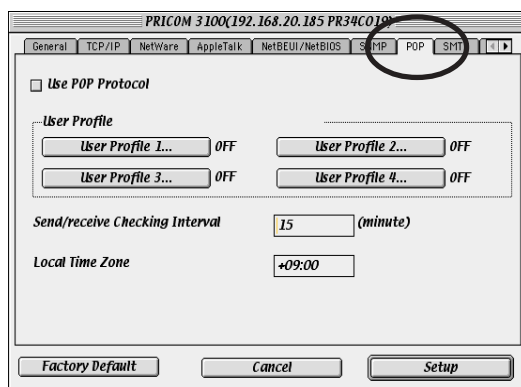 PRICOM 3100(192.168.20.185 PR34C019)
General TCP/IP NetWare AppleTalk NetBEUI/NetBIOS POP
Use POP Protocol
User Profile
User Profile 1... OFF User Profile 2... OFF
User Profile 3... OFF User Profile 4... OFF
Send/receive Checking Interval 15 (minute)
Local Time Zone +09:00
Factory Default Cancel Setup